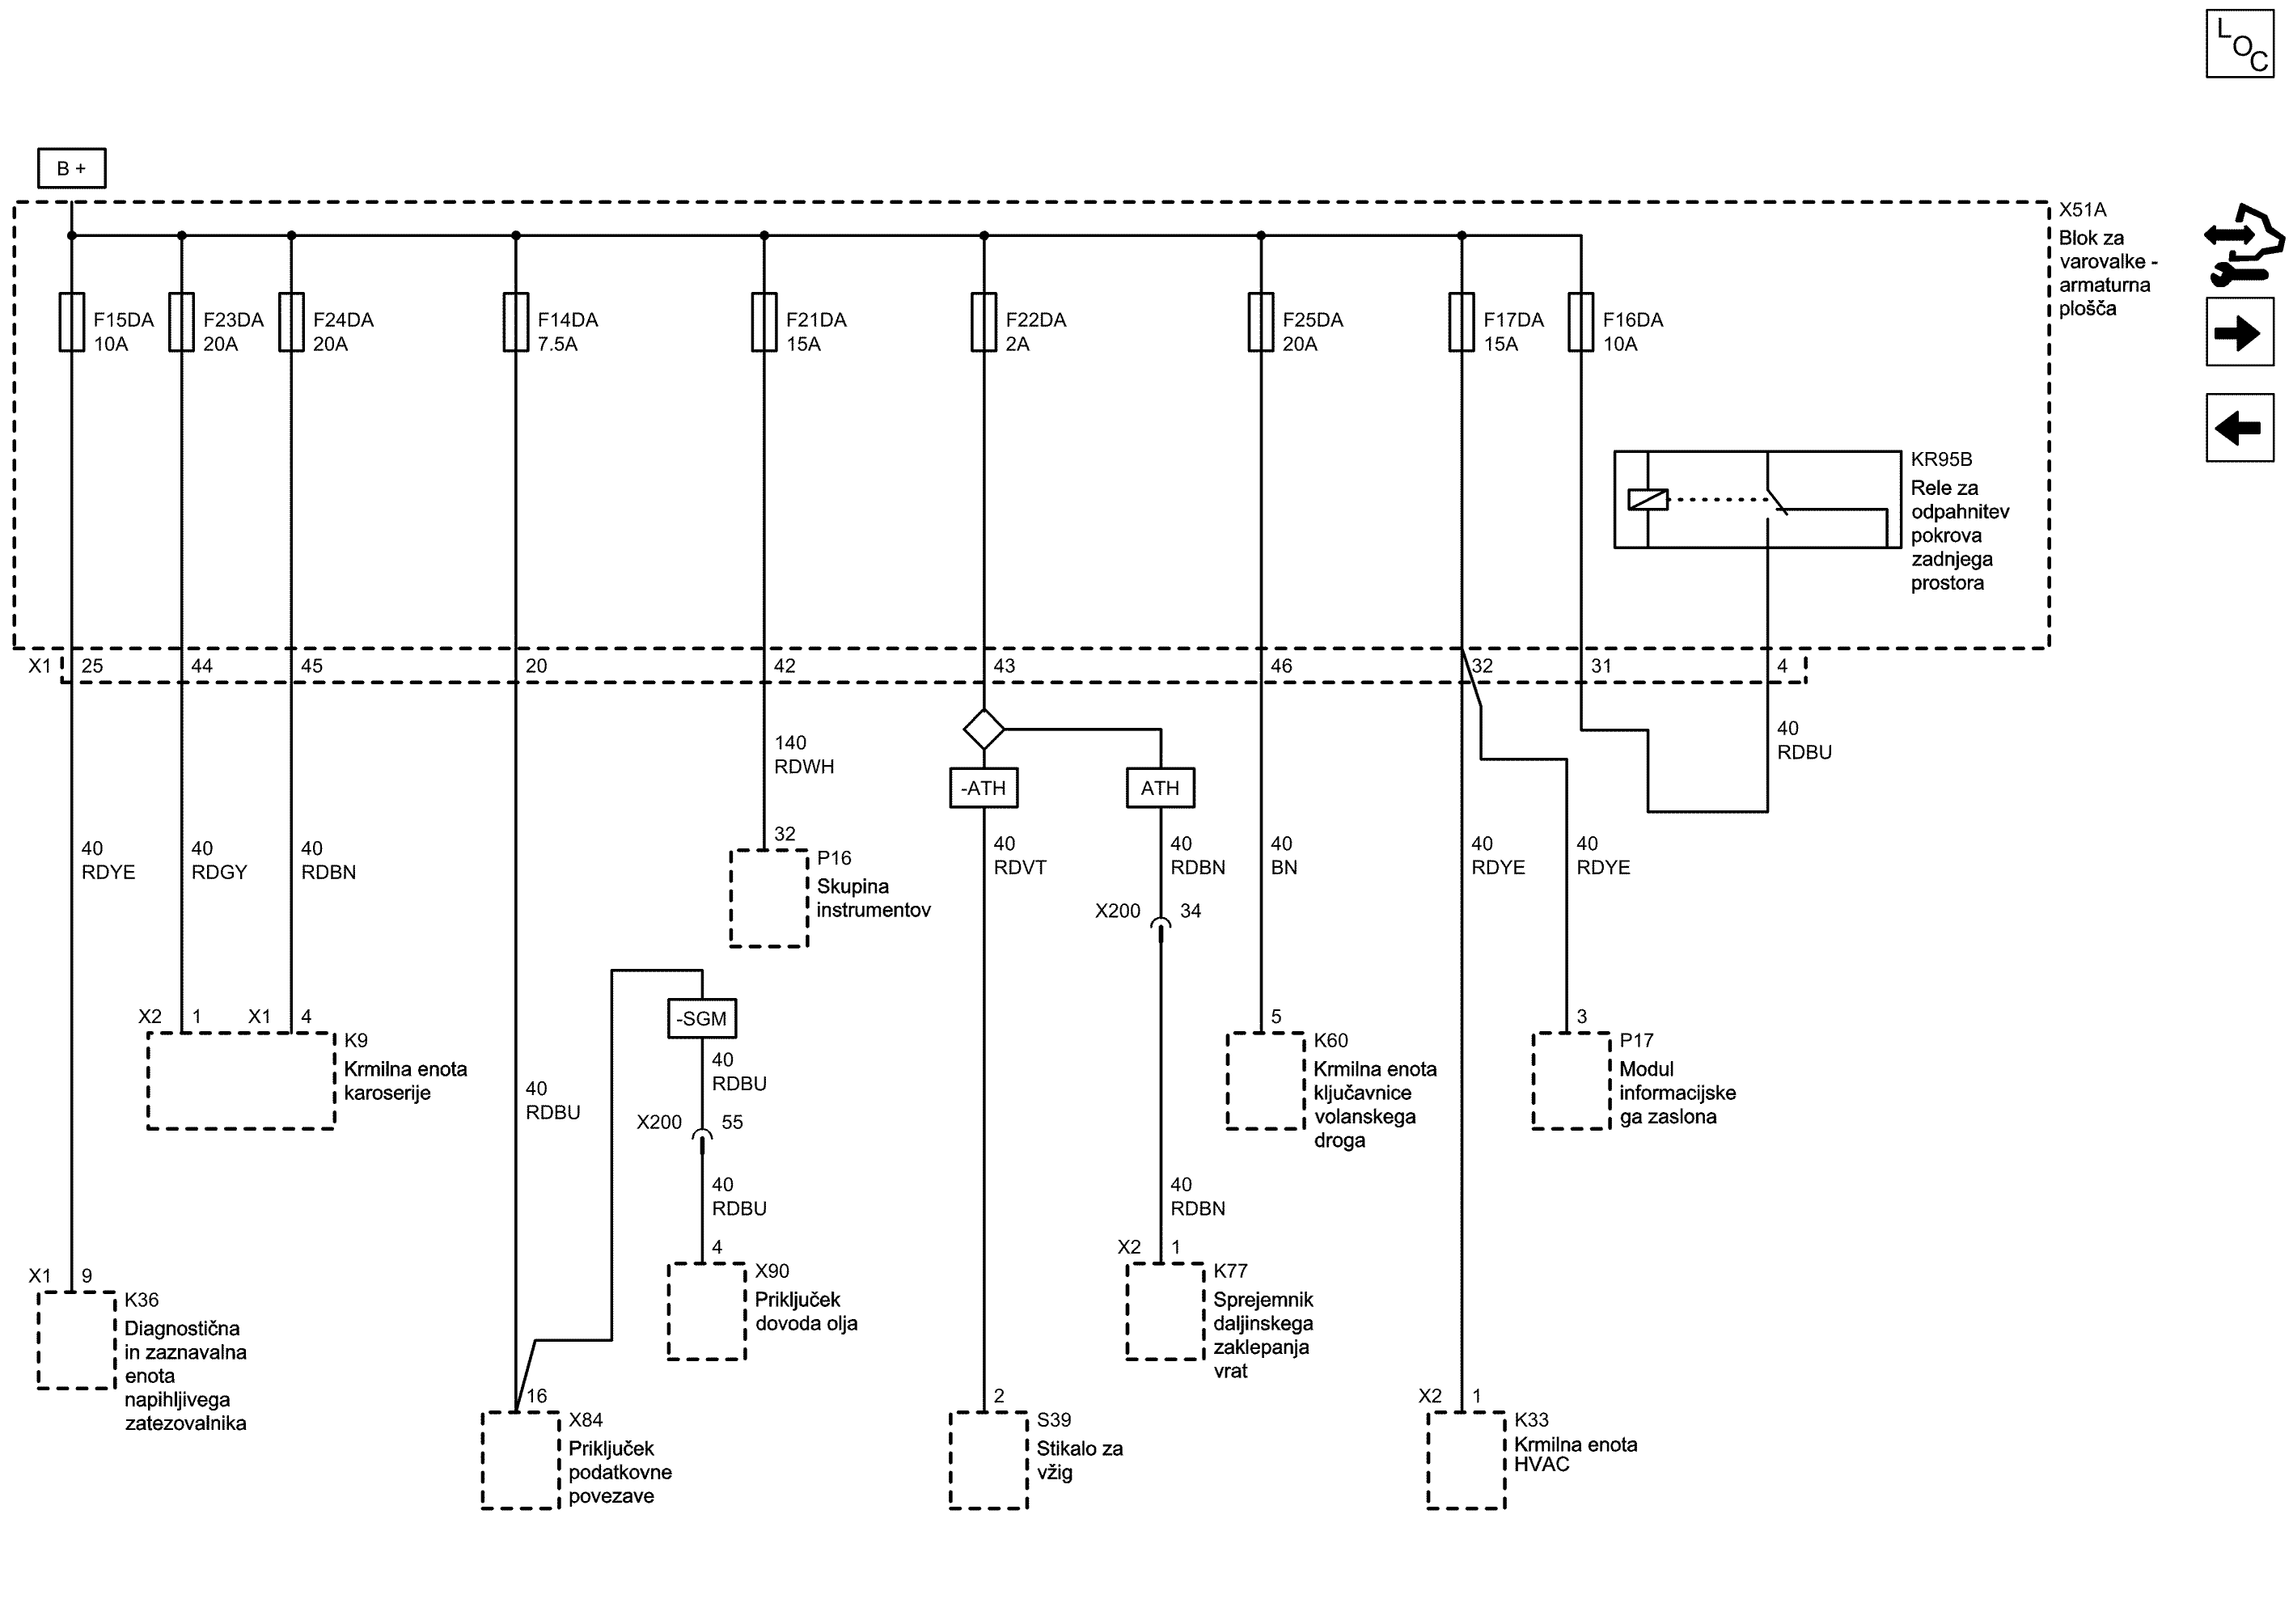 L
O
C
B +
X51A
Blok za
varovalke -
armaturna
plošča
F15DA
10A
F23DA
20A
F24DA
20A
F14DA
7.5A
F21DA
15A
F22DA
2A
F25DA
20A
F17DA
15A
F16DA
10A
KR95B
Rele za
odpahnitev
pokrova
zadnjega
prostora
X1 25 44 45 20 42 43 46 32 31 4
40
RDBU
140
RDWH
-ATH
ATH
32
P16
Skupina
instrumentov
40
RDYE
40
RDGY
40
RDBN
40
RDVT
40
RDBN
40
BN
40
RDYE
40
RDYE
X200 34
X2 1 X1 4
K9
Krmilna enota
karoserije
-SGM
40
RDBU
X200 55
40
RDBU
40
RDBU
5
K60
Krmilna enota
ključavnice
volanskega
droga
3
P17
Modul
informacijske
ga zaslona
40
RDBN
X1 9
K36
Diagnostična
in zaznavalna
enota
napihljivega
zatezovalnika
4
X90
Priključek
dovoda olja
X2 1
K77
Sprejemnik
daljinskega
zaklepanja
vrat
16
X84
Priključek
podatkovne
povezave
2
S39
Stikalo za
vžig
X2 1
K33
Krmilna enota
HVAC